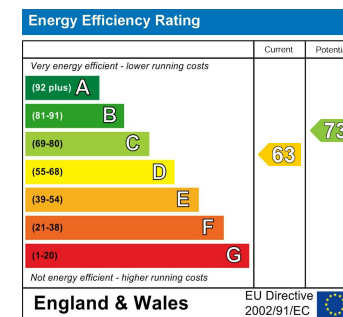 Energy Efficiency Rating
Current Potentia
Very energy efficient - lower running costs
(92 plus) A
(81-91) B
(69-80) C
(55-68) D
(39-54) E
(21-38) F
(1-20) G
63
73
Not energy efficient - higher running costs
England & Wales
EU Directive
2002/91/EC